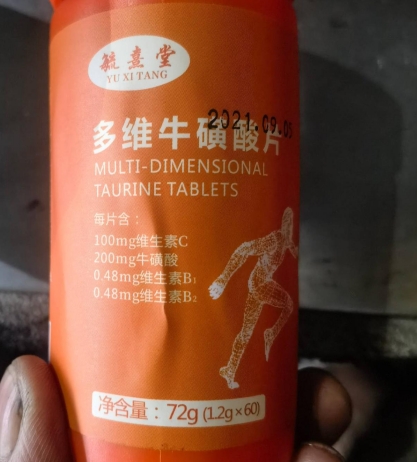 毓熹堂
YU XI TANG
2021.09.05
多维牛磺酸片
MULTI-DIMENSIONAL
TAURINE TABLETS
每片含：
100mg维生素C
200mg牛磺酸
0.48mg维生素B₁
0.48mg维生素B₂
净含量：72g (1.2g×60)